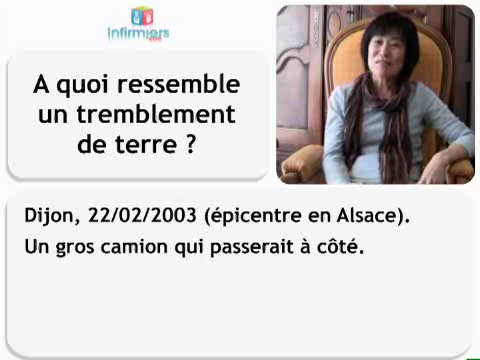 Infirmiers
.com
A quoi ressemble
un tremblement
de terre ?
Dijon, 22/02/2003 (épicentre en Alsace).
Un gros camion qui passerait à côté.